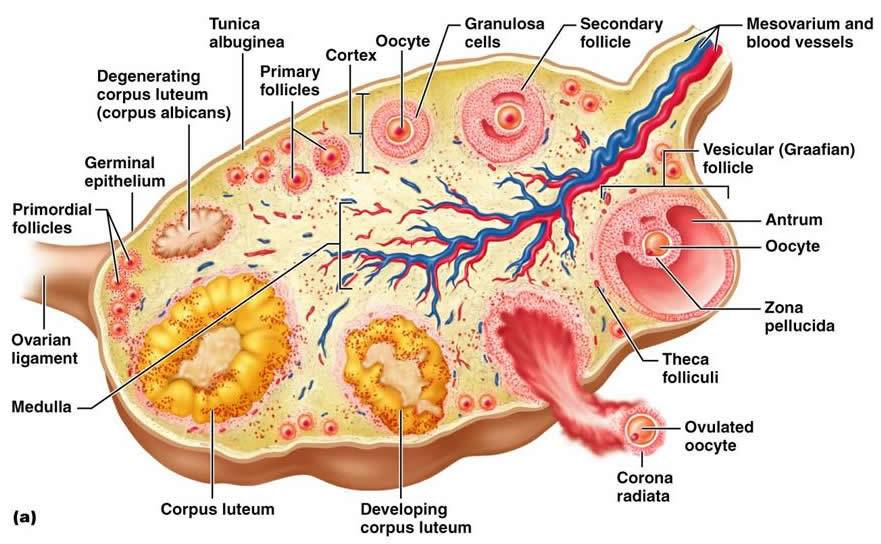 Tunica
albuginea
Cortex
Oocyte
Granulosa
cells
Secondary
follicle
Mesovarium and
blood vessels
Degenerating
corpus luteum
(corpus albicans)
Primary
follicles
Germinal
epithelium
Primordial
follicles
Vesicular (Graafian)
follicle
Antrum
Oocyte
Zona
pellucida
Ovarian
ligament
Theca
folliculi
Medulla
Ovulated
oocyte
Corona
radiata
Corpus luteum
Developing
corpus luteum
(a)